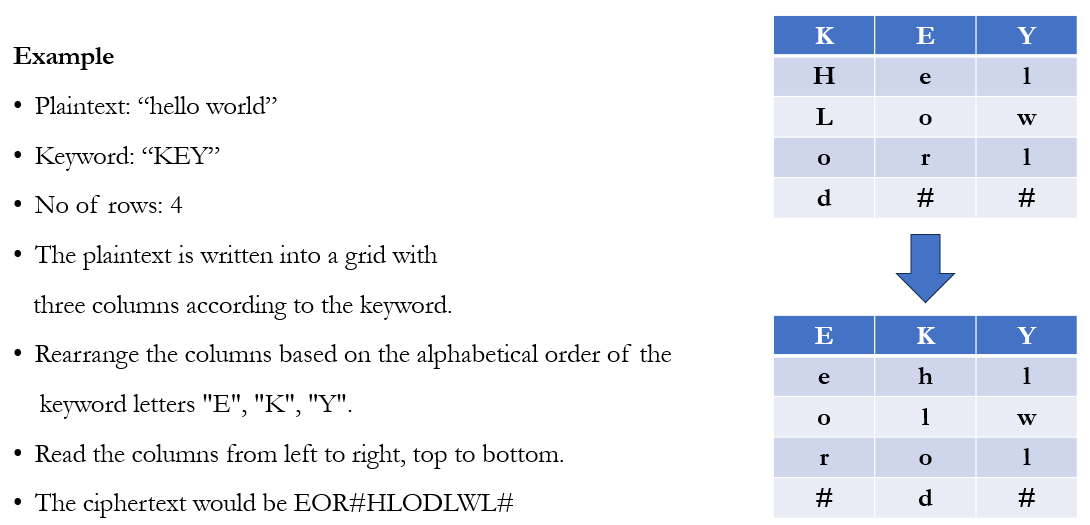 Example
• Plaintext: “hello world”
• Keyword: “KEY”
• No of rows: 4
• The plaintext is written into a grid with
three columns according to the keyword.
• Rearrange the columns based on the alphabetical order of the
keyword letters "E", "K", "Y".
• Read the columns from left to right, top to bottom.
• The ciphertext would be EOR#HLODLWL#
K E Y
H e l
L o w
o r l
d # #
E K Y
e h l
o l w
r o l
# d #